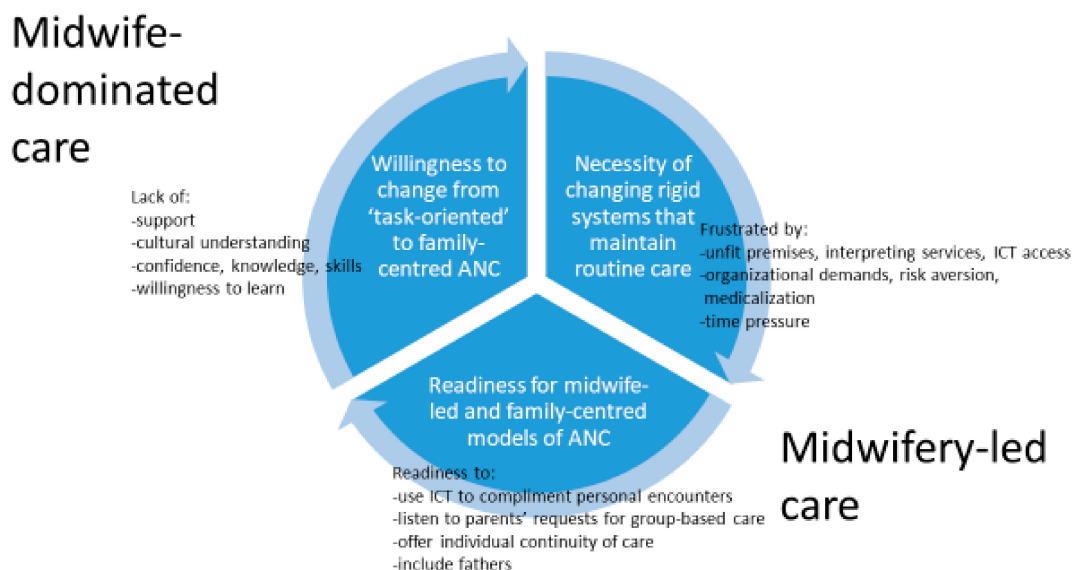 Midwife-
dominated
care
Lack of:
-support
-cultural understanding
-confidence, knowledge, skills
-willingness to learn
Willingness to
change from
‘task-oriented’
to family-
centred ANC
Necessity of
changing rigid
systems that
maintain
routine care
Frustrated by:
-unfit premises, interpreting services, ICT access
-organizational demands, risk aversion,
medicalization
-time pressure
Readiness for midwife-
led and family-centred
models of ANC
Readiness to:
-use ICT to compliment personal encounters
-listen to parents’ requests for group-based care
-offer individual continuity of care
-include fathers
Midwifery-led
care